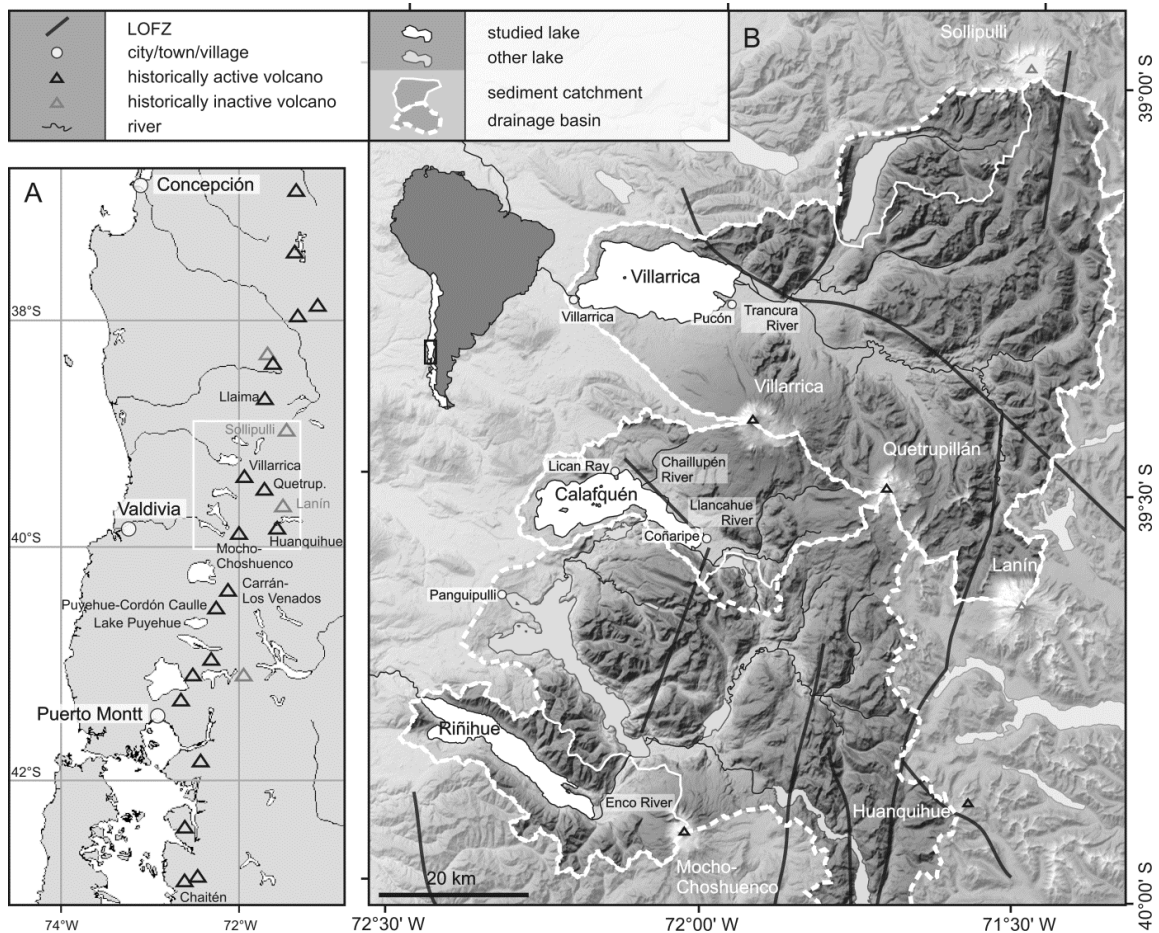 LOFZ
city/town/village
historically active volcano
historically inactive volcano
river
studied lake
other lake
sediment catchment
drainage basin
A
Concepción
38°S
Llaima
Sollipulli
Villarrica
Quetrup.
Lanín
Valdivia
Huanquihue
40°S
Mocho-
Choshuenco
Carrán-
Los Venados
Puyehue-Cordón Caulle
Lake Puyehue
Puerto Montt
42°S
Chaitén
74°W
72°W
B
Sollipulli
39°00' S
Villarrica
Villarrica
Pucón
Trancura
River
Villarrica
Quetrupillán
39°30' S
Lican Ray
Chaillupén
River
Calafquén
Llancahue
River
Coñaripe
Lanín
Panguipulli
Riñihue
Enco River
Huanquihue
Mocho-
Choshuenco
20 km
40°00' S
72°30' W
72°00' W
71°30' W